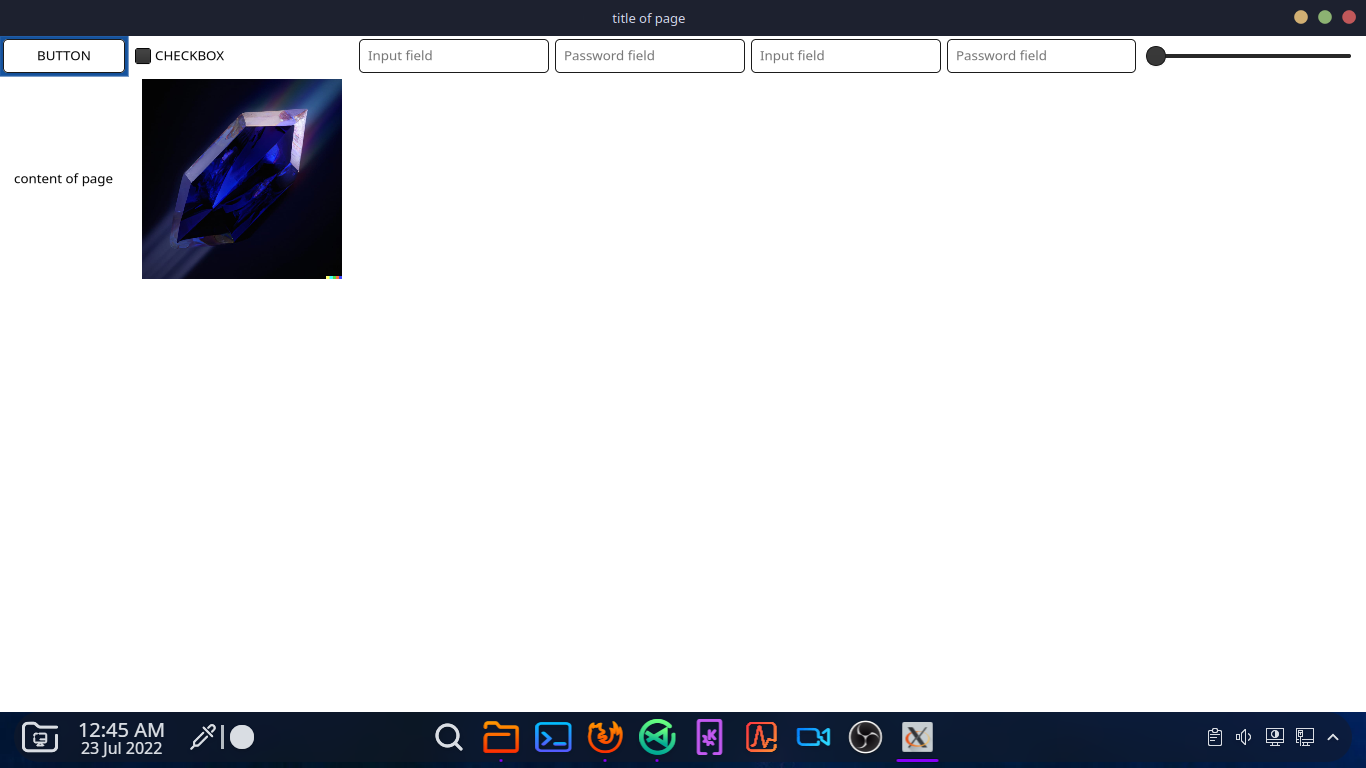 title of page
BUTTON
CHECKBOX
Input field
Password field
Input field
Password field
content of page
12:45 AM
23 Jul 2022